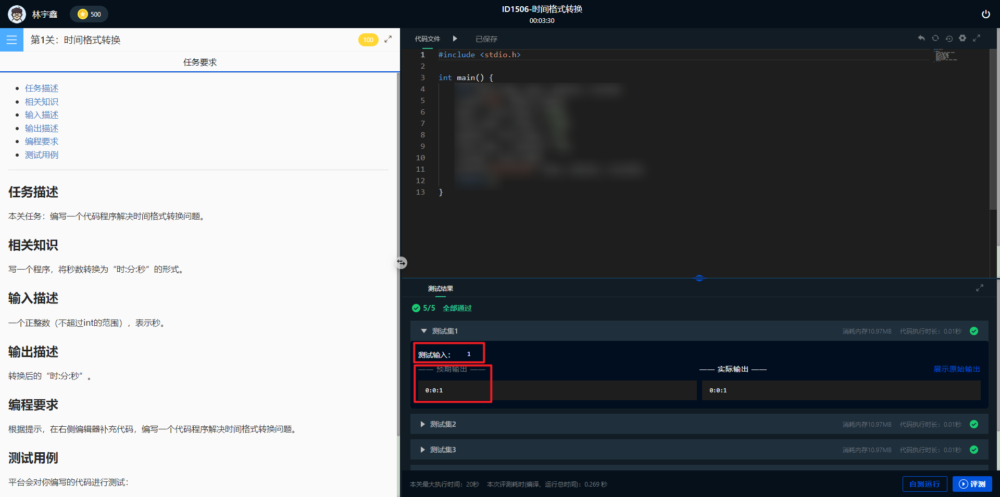 林宇鑫
500
ID1506-时间格式转换
00:03:30
第1关：时间格式转换
100
任务要求
任务描述
相关知识
输入描述
输出描述
编程要求
测试用例
任务描述
本关任务：编写一个代码程序解决时间格式转换问题。
相关知识
写一个程序，将秒数转换为“时:分:秒”的形式。
输入描述
一个正整数（不超过int的范围），表示秒。
输出描述
转换后的“时:分:秒”。
编程要求
根据提示，在右侧编辑器补充代码，编写一个代码程序解决时间格式转换问题。
测试用例
平台会对你编写的代码进行测试：
代码文件
已保存
1 #include <stdio.h>
2
3 int main() {
4
5
6
7
8
9
10
11
12
13 }
测试结果
5/5 全部通过
测试集1 消耗内存10.97MB 代码执行时长：0.01秒
测试输入： 1
—— 预期输出 —— —— 实际输出 —— 展示原始输出
0:0:1 0:0:1
测试集2 消耗内存10.97MB 代码执行时长：0.01秒
测试集3 消耗内存10.97MB 代码执行时长：0.01秒
本关最大执行时间：20秒 本次评测耗时(编译、运行总时间)：0.269 秒
自测运行
评测